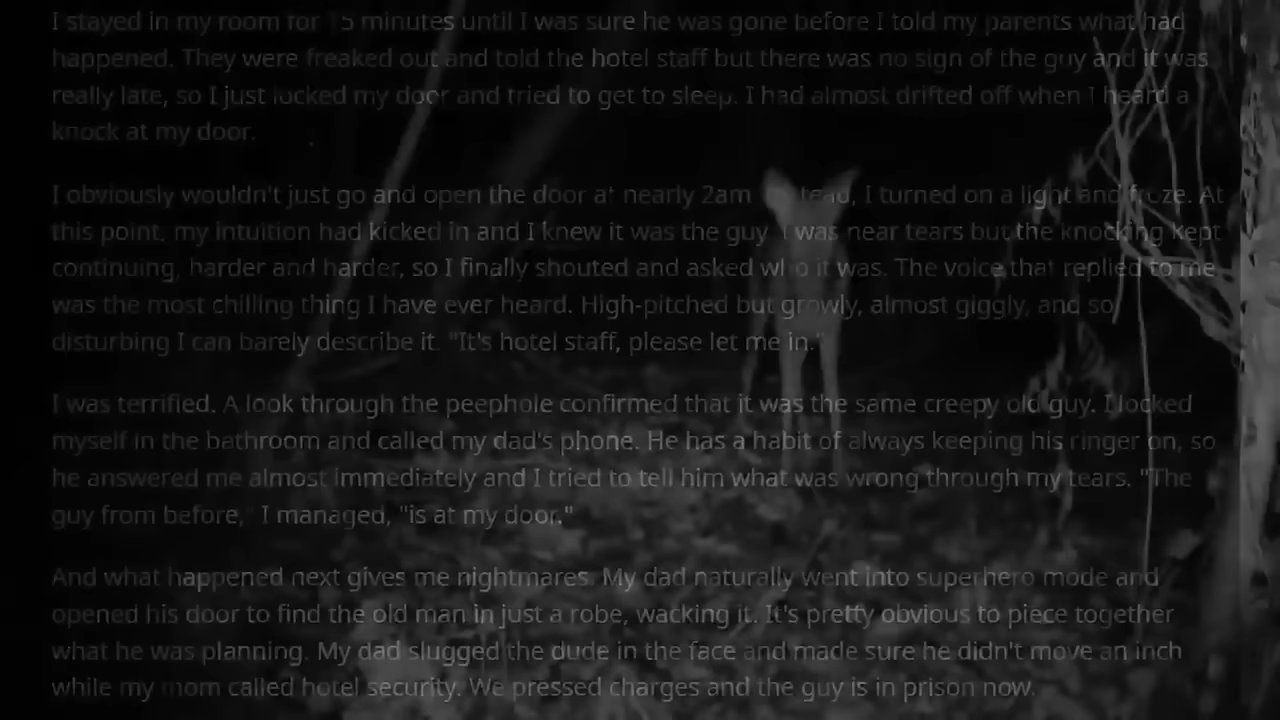 I stayed in my room for 15 minutes until I was sure he was gone before I told my parents what had
happened. They were freaked out and told the hotel staff but there was no sign of the guy and it was
really late, so I just locked my door and tried to get to sleep. I had almost drifted off when I heard a
knock at my door.
I obviously wouldn't just go and open the door at nearly 2am I turned on a light and froze. At
this point, my intuition had kicked in and I knew it was the guy. I was near tears but the knocking kept
continuing, harder and harder, so I finally shouted and asked who it was. The voice that replied to me
was the most chilling thing I have ever heard. High-pitched but growly, almost giggly, and so
disturbing I can barely describe it. "It's hotel staff, please let me in."
I was terrified. A look through the peephole confirmed that it was the same creepy old guy. I locked
myself in the bathroom and called my dad's phone. He has a habit of always keeping his ringer on, so
he answered me almost immediately and I tried to tell him what was wrong through my tears. "The
guy from before," I managed, "is at my door."
And what happened next gives me nightmares. My dad naturally went into superhero mode and
opened his door to find the old man in just a robe, wacking it. It's pretty obvious to piece together
what he was planning. My dad slugged the dude in the face and made sure he didn't move an inch
while my mom called hotel security. We pressed charges and the guy is in prison now.